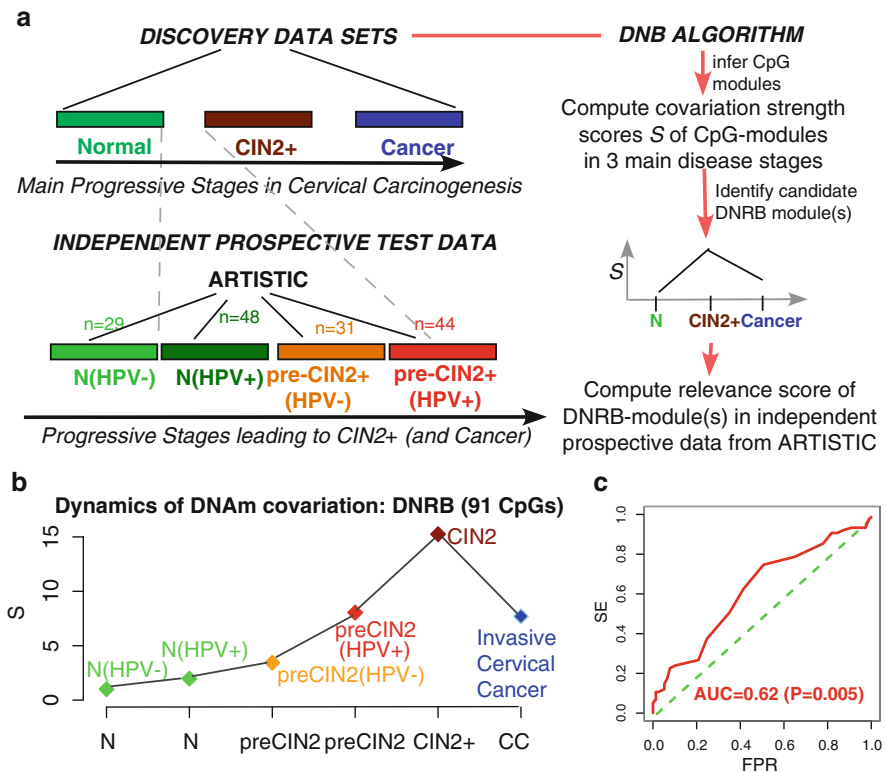 a
DISCOVERY DATA SETS
DNB ALGORITHM
infer CpG
modules
Normal
CIN2+
Cancer
Compute covariation strength
scores S of CpG-modules
in 3 main disease stages
Main Progressive Stages in Cervical Carcinogenesis
Identify candidate
DNRB module(s)
INDEPENDENT PROSPECTIVE TEST DATA
ARTISTIC
n=29
n=48
n=31
n=44
S
N
CIN2+
Cancer
N(HPV-)
N(HPV+)
pre-CIN2+
(HPV-)
pre-CIN2+
(HPV+)
Progressive Stages leading to CIN2+ (and Cancer)
Compute relevance score of
DNRB-module(s) in independent
prospective data from ARTISTIC
b
Dynamics of DNAm covariation: DNRB (91 CpGs)
S
0
5
10
15
N(HPV-)
N(HPV+)
preCIN2(HPV-)
preCIN2
(HPV+)
CIN2
Invasive
Cervical
Cancer
N
N
preCIN2
preCIN2
CIN2+
CC
c
SE
0.0
0.2
0.4
0.6
0.8
1.0
AUC=0.62 (P=0.005)
0.0
0.2
0.4
0.6
0.8
1.0
FPR